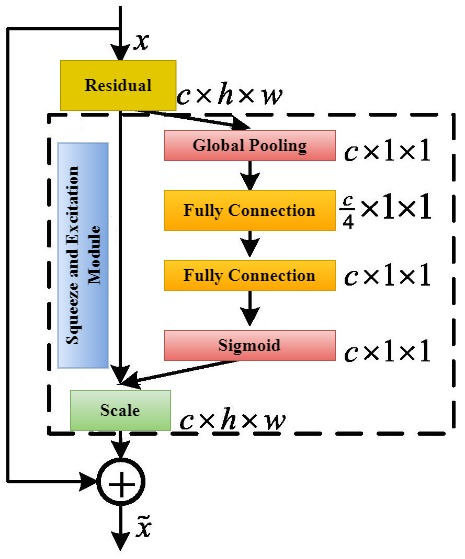 x
Residual
c×h×w
Global Pooling
c×1×1
Fully Connection
c/4×1×1
Squeeze and Excitation
Module
Fully Connection
c×1×1
Sigmoid
c×1×1
Scale
c×h×w
+
x̃